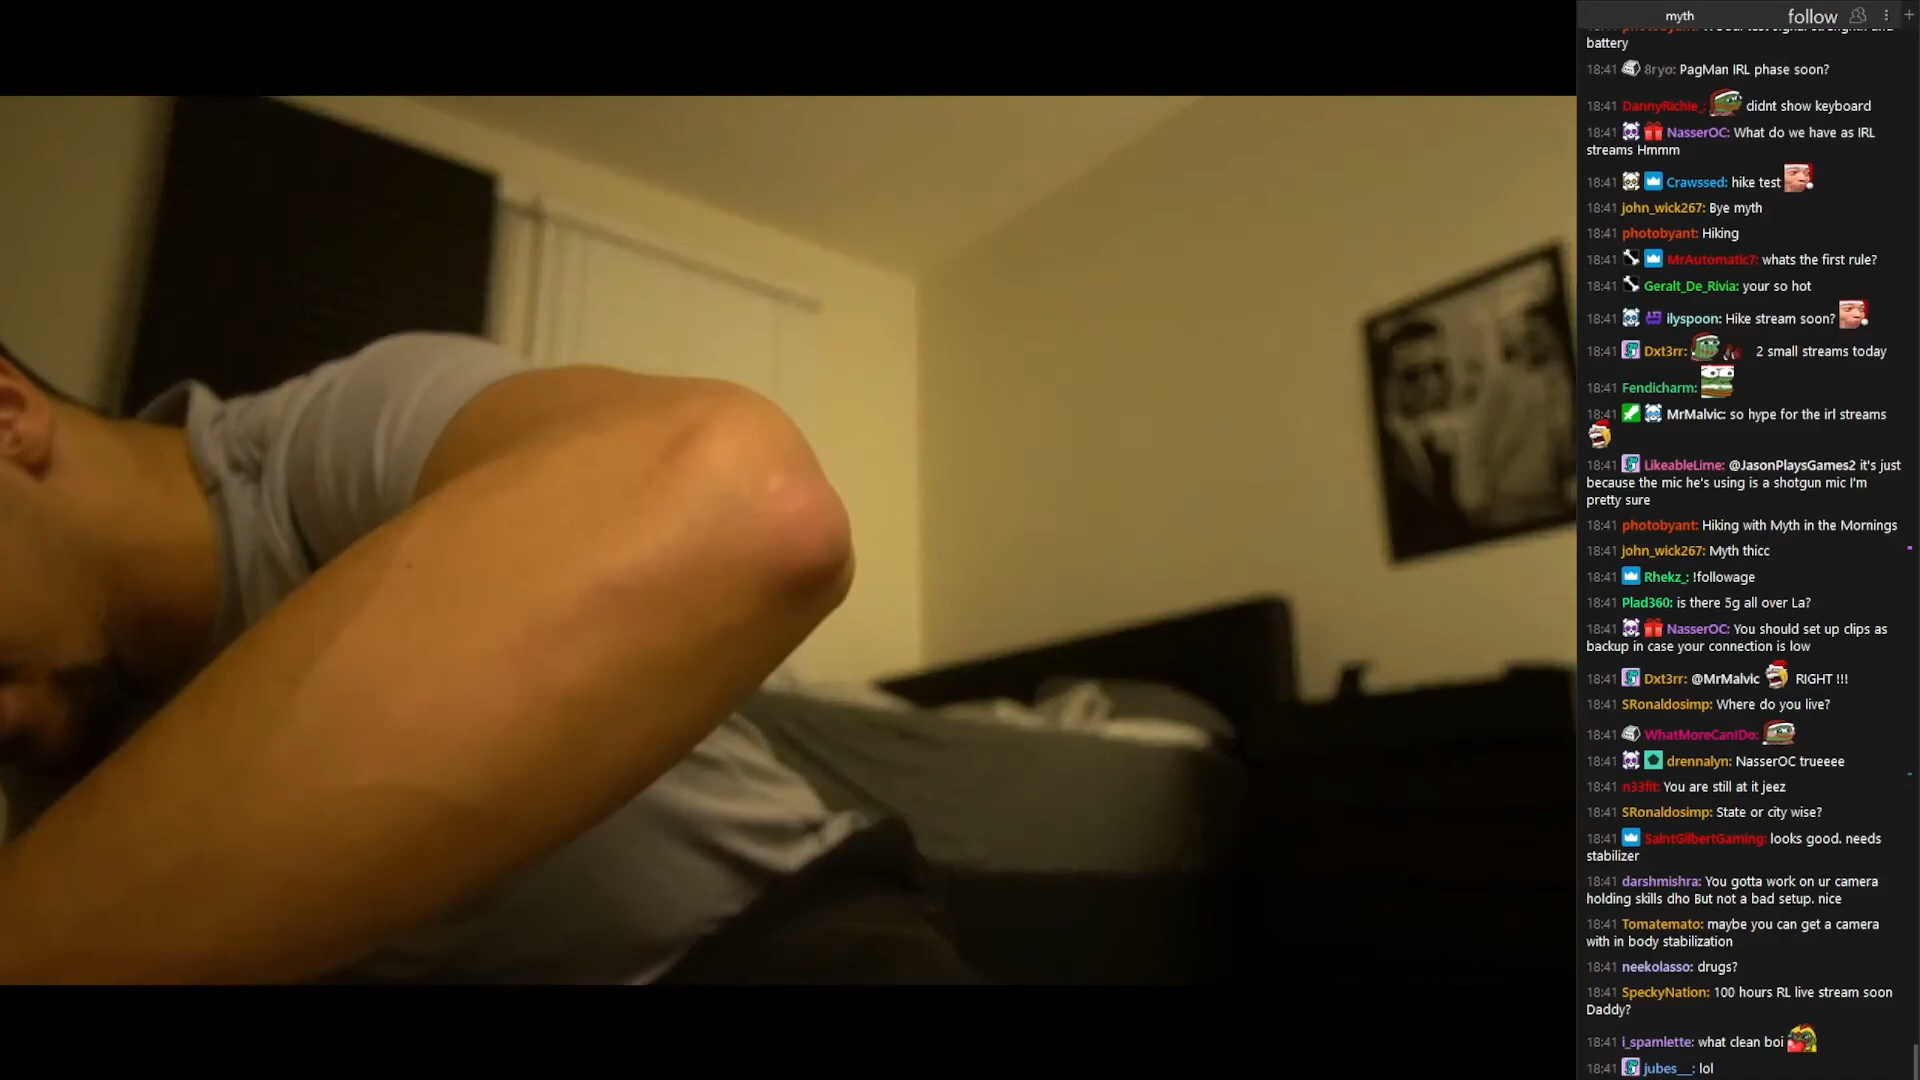 myth
follow
battery
18:41 8ryo: PagMan IRL phase soon?
18:41 DannyRichie_: didnt show keyboard
18:41 NasserOC: What do we have as IRL
streams Hmmm
18:41 Crawssed: hike test
18:41 john_wick267: Bye myth
18:41 photobyant: Hiking
18:41 MrAutomatic7: whats the first rule?
18:41 Geralt_De_Rivia: your so hot
18:41 ilyspoon: Hike stream soon?
18:41 Dxt3rr: 2 small streams today
18:41 Fendicharm:
18:41 MrMalvic: so hype for the irl streams
18:41 LikeableLime: @JasonPlaysGames2 it's just
because the mic he's using is a shotgun mic I'm
pretty sure
18:41 photobyant: Hiking with Myth in the Mornings
18:41 john_wick267: Myth thicc
18:41 Rhekz_: !followage
18:41 Plad360: is there 5g all over La?
18:41 NasserOC: You should set up clips as
backup in case your connection is low
18:41 Dxt3rr: @MrMalvic RIGHT !!!
18:41 SRonaldosimp: Where do you live?
18:41 WhatMoreCanIDo:
18:41 drennalyn: NasserOC trueeee
18:41 n33fit: You are still at it jeez
18:41 SRonaldosimp: State or city wise?
18:41 SaintGilbertGaming: looks good. needs
stabilizer
18:41 darshmishra: You gotta work on ur camera
holding skills dho But not a bad setup. nice
18:41 Tomatemato: maybe you can get a camera
with in body stabilization
18:41 neekolasso: drugs?
18:41 SpeckyNation: 100 hours RL live stream soon
Daddy?
18:41 i_spamlette: what clean boi
18:41 jubes__: lol